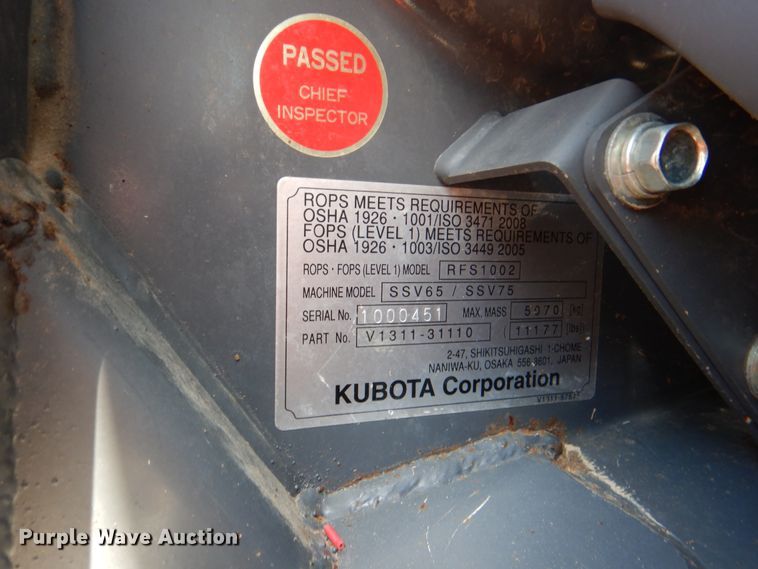 PASSED
CHIEF
INSPECTOR
ROPS MEETS REQUIREMENTS OF
OSHA 1926・1001/ISO 3471 2008
FOPS (LEVEL 1) MEETS REQUIREMENTS OF
OSHA 1926・1003/ISO 3449 2005
ROPS・FOPS (LEVEL 1) MODEL RFS1002
MACHINE MODEL SSV65 / SSV75
SERIAL No. 1000451 MAX. MASS 5070 [kg]
PART No. V1311-31110 11177 [lbs]
2-47, SHIKITSUHIGASHI 1-CHOME
NANIWA-KU, OSAKA 556-8601, JAPAN
KUBOTA Corporation
Purple Wave Auction